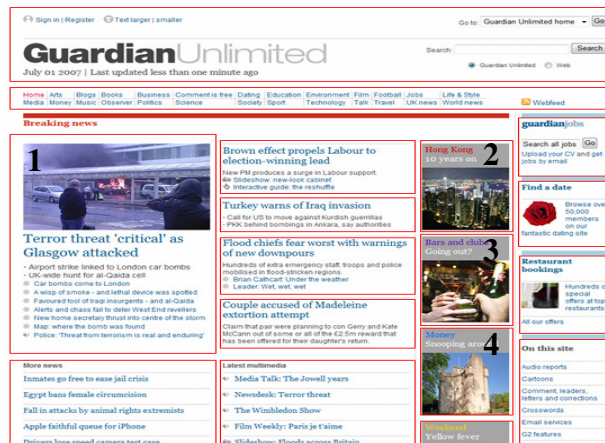 Sign in | Register
Text larger | smaller
Go to: Guardian Unlimited home
Go
GuardianUnlimited
Search:
Search
Guardian Unlimited
Web
July 01 2007 | Last updated less than one minute ago
Home Arts Blogs Books Business Comment is free Dating Education Environment Film Football Jobs Life & Style
Media Money Music Observer Politics Science Society Sport Technology Talk Travel UK news World news
Webfeed
Breaking news
1
Terror threat 'critical' as
Glasgow attacked
- Airport strike linked to London car bombs
- UK-wide hunt for al-Qaida cell
Car bombs come to London
A wisp of smoke - and lethal device was spotted
Favoured tool of Iraqi insurgents - and al-Qaida
Alerts and chaos fail to deter West End revellers
New home secretary thrust into centre of the storm
Map: where the bomb was found
Police: 'Threat from terrorism is real and enduring'
Brown effect propels Labour to
election-winning lead
New PM produces a surge in Labour support.
Slideshow: new-look cabinet
Interactive guide: the reshuffle
Turkey warns of Iraq invasion
- Call for US to move against Kurdish guerrillas
- PKK behind bombings in Ankara, say authorities
Flood chiefs fear worst with warnings
of new downpours
Hundreds of extra emergency staff, troops and police
mobilised in flood-stricken regions.
Brian Cathcart: Under the weather
Leader: Wet, wet, wet
Couple accused of Madeleine
extortion attempt
Claim that pair were planning to con Gerry and Kate
McCann out of some or all of the £2.5m reward that
has been offered for their daughter's return.
Hong Kong
10 years on
2
Bars and clubs
Going out?
3
Money
Snooping around
4
Weekend
Yellow fever
guardianjobs
Search all jobs Go
Upload your CV and get
jobs by email
Find a date
Browse over
50,000
members
on our
fantastic dating site
Restaurant
bookings
Hundreds of
special
offers at top
restaurants
All our offers
On this site
Audio reports
Cartoons
Comment, leaders,
letters and corrections
Crosswords
Email services
G2 features
More news
Inmates go free to ease jail crisis
Egypt bans female circumcision
Fall in attacks by animal rights extremists
Apple faithful queue for iPhone
Drivers lose speed camera test case
Latest multimedia
Media Talk: The Jowell years
Newsdesk: Terror threat
The Wimbledon Show
Film Weekly: Paris je t'aime
Slideshow: Floods across Britain